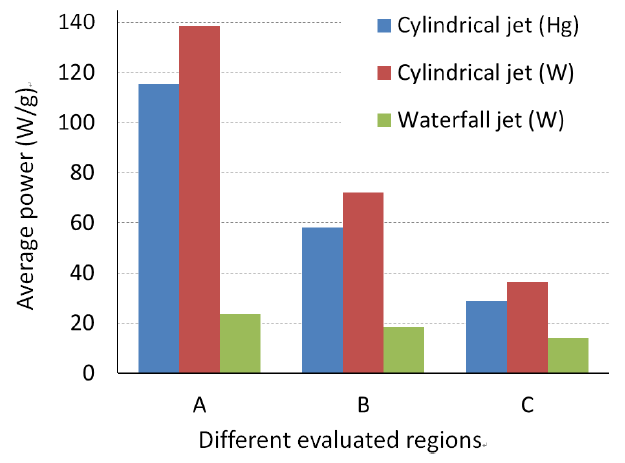 140
120
100
80
60
40
20
0
Average power (W/g)
Cylindrical jet (Hg)
Cylindrical jet (W)
Waterfall jet (W)
A B C
Different evaluated regions